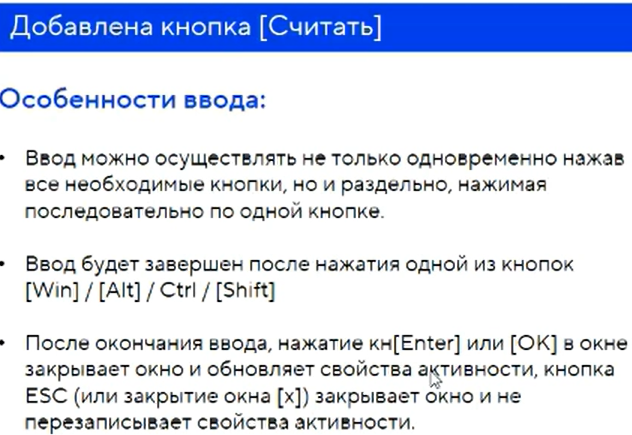 Добавлена кнопка [Считать]
Особенности ввода:
• Ввод можно осуществлять не только одновременно нажав
все необходимые кнопки, но и раздельно, нажимая
последовательно по одной кнопке.
• Ввод будет завершен после нажатия одной из кнопок
[Win] / [Alt] / Ctrl / [Shift]
• После окончания ввода, нажатие кн[Enter] или [OK] в окне
закрывает окно и обновляет свойства активности, кнопка
ESC (или закрытие окна [x]) закрывает окно и не
перезаписывает свойства активности.